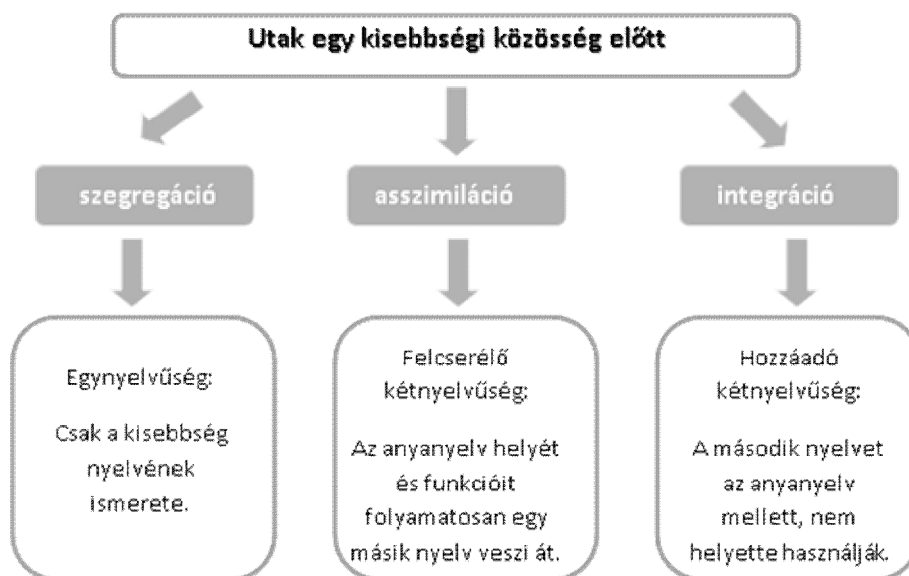 Utak egy kisebbségi közösség előtt
szegregáció
asszimiláció
integráció
Egynyelvűség:
Csak a kisebbség
nyelvének
ismerete.
Felcserélő
kétnyelvűség:
Az anyanyelv helyét
és funkcióit
folyamatosan egy
másik nyelv veszi át.
Hozzáadó
kétnyelvűség:
A második nyelvet
az anyanyelv
mellett, nem
helyette használják.